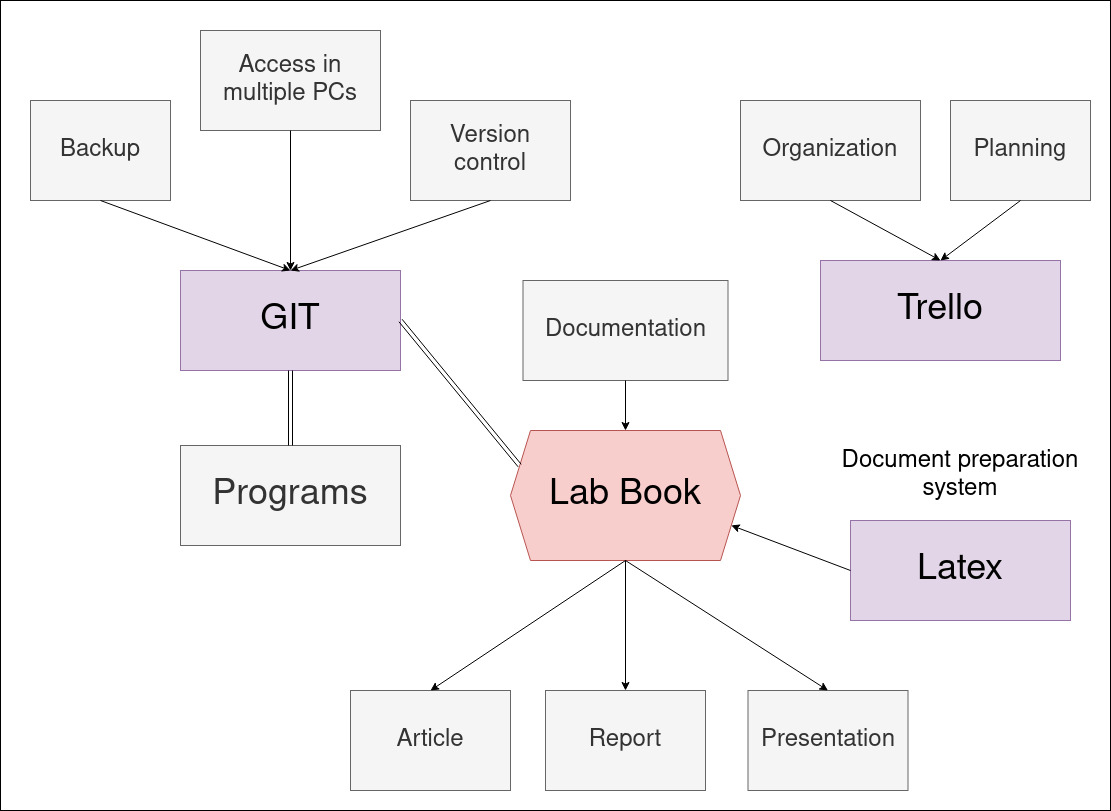 Access in
multiple PCs
Backup
Version
control
Organization
Planning
GIT
Trello
Documentation
Programs
Lab Book
Document preparation
system
Latex
Article
Report
Presentation